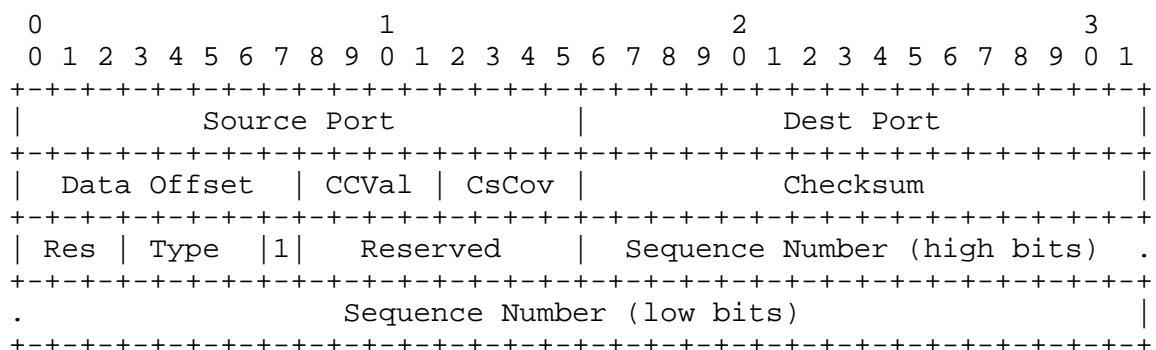 0                   1                   2                   3
 0 1 2 3 4 5 6 7 8 9 0 1 2 3 4 5 6 7 8 9 0 1 2 3 4 5 6 7 8 9 0 1
+-+-+-+-+-+-+-+-+-+-+-+-+-+-+-+-+-+-+-+-+-+-+-+-+-+-+-+-+-+-+-+-+
|          Source Port          |           Dest Port           |
+-+-+-+-+-+-+-+-+-+-+-+-+-+-+-+-+-+-+-+-+-+-+-+-+-+-+-+-+-+-+-+-+
|  Data Offset  | CCVal | CsCov |           Checksum            |
+-+-+-+-+-+-+-+-+-+-+-+-+-+-+-+-+-+-+-+-+-+-+-+-+-+-+-+-+-+-+-+-+
| Res | Type  |1|   Reserved    |  Sequence Number (high bits)  .
+-+-+-+-+-+-+-+-+-+-+-+-+-+-+-+-+-+-+-+-+-+-+-+-+-+-+-+-+-+-+-+-+
.                  Sequence Number (low bits)                   |
+-+-+-+-+-+-+-+-+-+-+-+-+-+-+-+-+-+-+-+-+-+-+-+-+-+-+-+-+-+-+-+-+